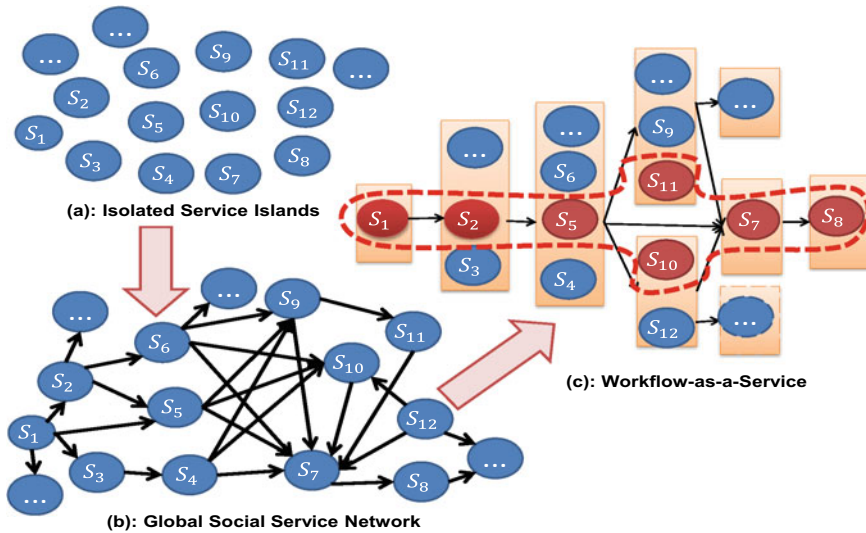 ...
...
S₆
S₉
S₁₁
...
S₂
S₅
S₁₀
S₁₂
S₁
S₃
S₄
S₇
S₈
(a): Isolated Service Islands
...
...
S₉
S₆
S₁₁
S₂
S₁₀
S₅
S₁₂
S₁
S₃
S₄
S₇
S₈
...
...
(b): Global Social Service Network
...
...
...
...
S₉
S₆
S₁₁
S₁
S₂
S₅
S₇
S₈
S₃
S₁₀
S₄
S₁₂
...
(c): Workflow-as-a-Service